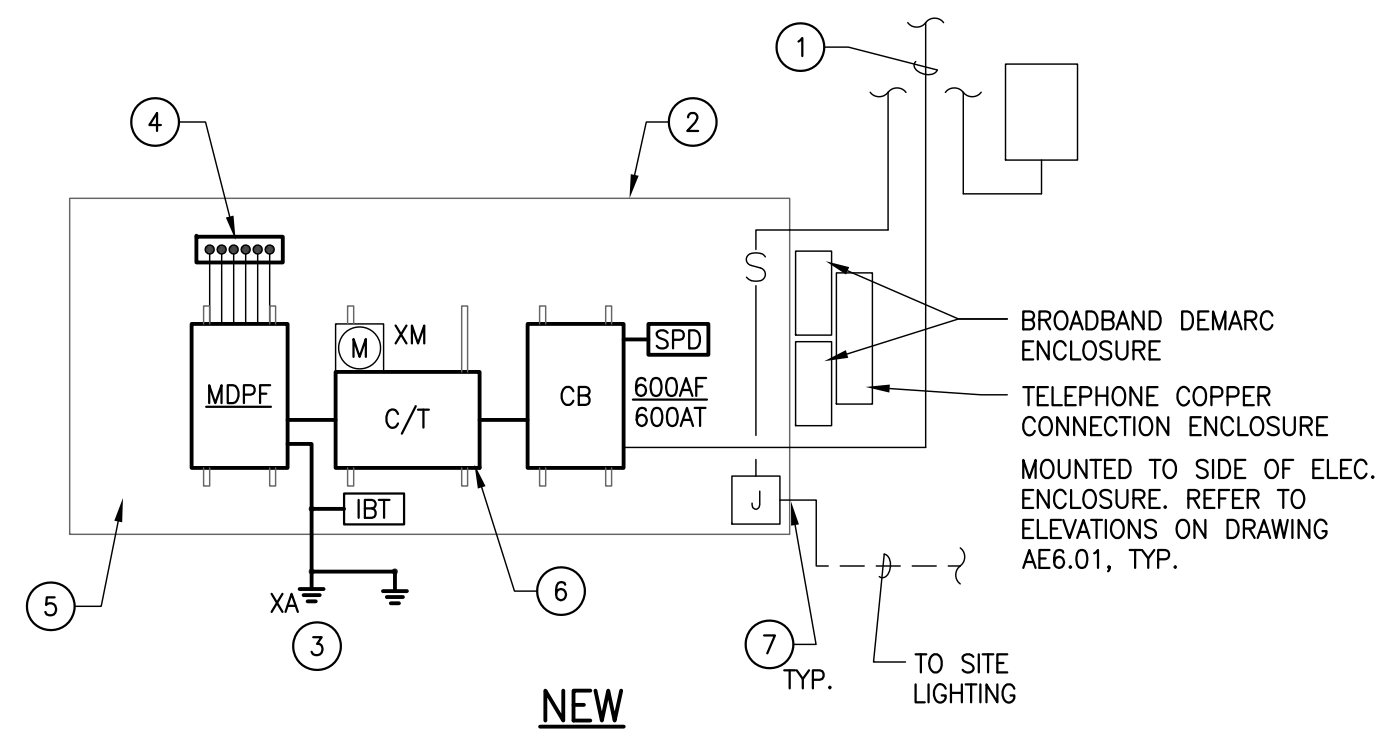 1
4
2
S
XM
M
SPD
MDPF
C/T
CB
600AF
600AT
BROADBAND DEMARC
ENCLOSURE
TELEPHONE COPPER
CONNECTION ENCLOSURE
MOUNTED TO SIDE OF ELEC.
ENCLOSURE. REFER TO
ELEVATIONS ON DRAWING
AE6.01, TYP.
J
IBT
5
XA
3
6
7
TYP.
TO SITE
LIGHTING
NEW